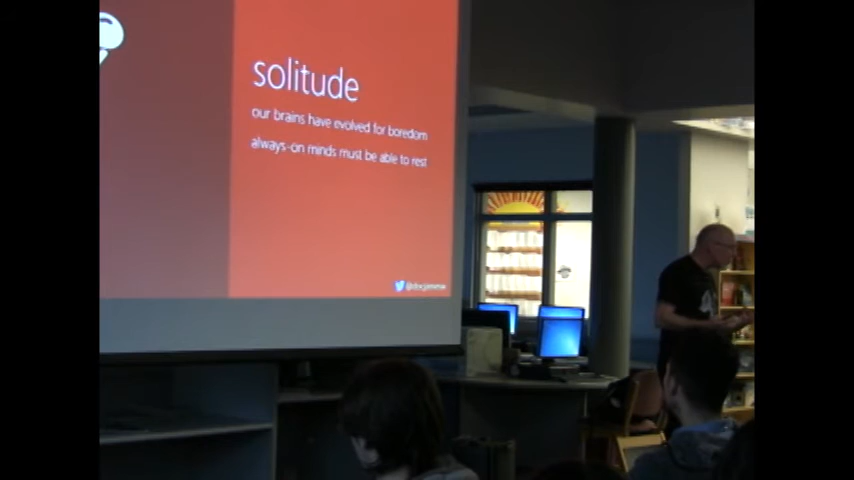 solitude
our brains have evolved for boredom
always-on minds must be able to rest